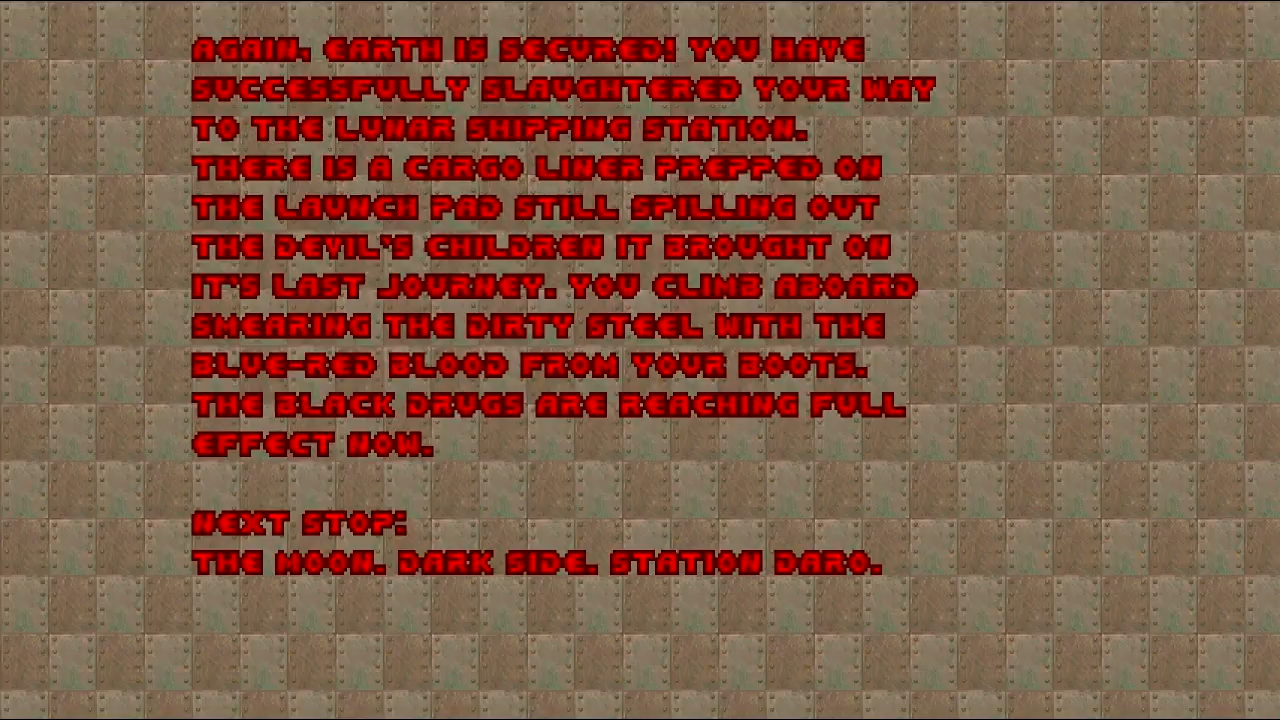 AGAIN, EARTH IS SECURED! YOU HAVE
SUCCESSFULLY SLAUGHTERED YOUR WAY
TO THE LUNAR SHIPPING STATION.
THERE IS A CARGO LINER PREPPED ON
THE LAUNCH PAD STILL SPILLING OUT
THE DEVIL'S CHILDREN IT BROUGHT ON
IT'S LAST JOURNEY. YOU CLIMB ABOARD
SMEARING THE DIRTY STEEL WITH THE
BLUE-RED BLOOD FROM YOUR BOOTS.
THE BLACK DRUGS ARE REACHING FULL
EFFECT NOW.
NEXT STOP:
THE MOON. DARK SIDE. STATION DARO.